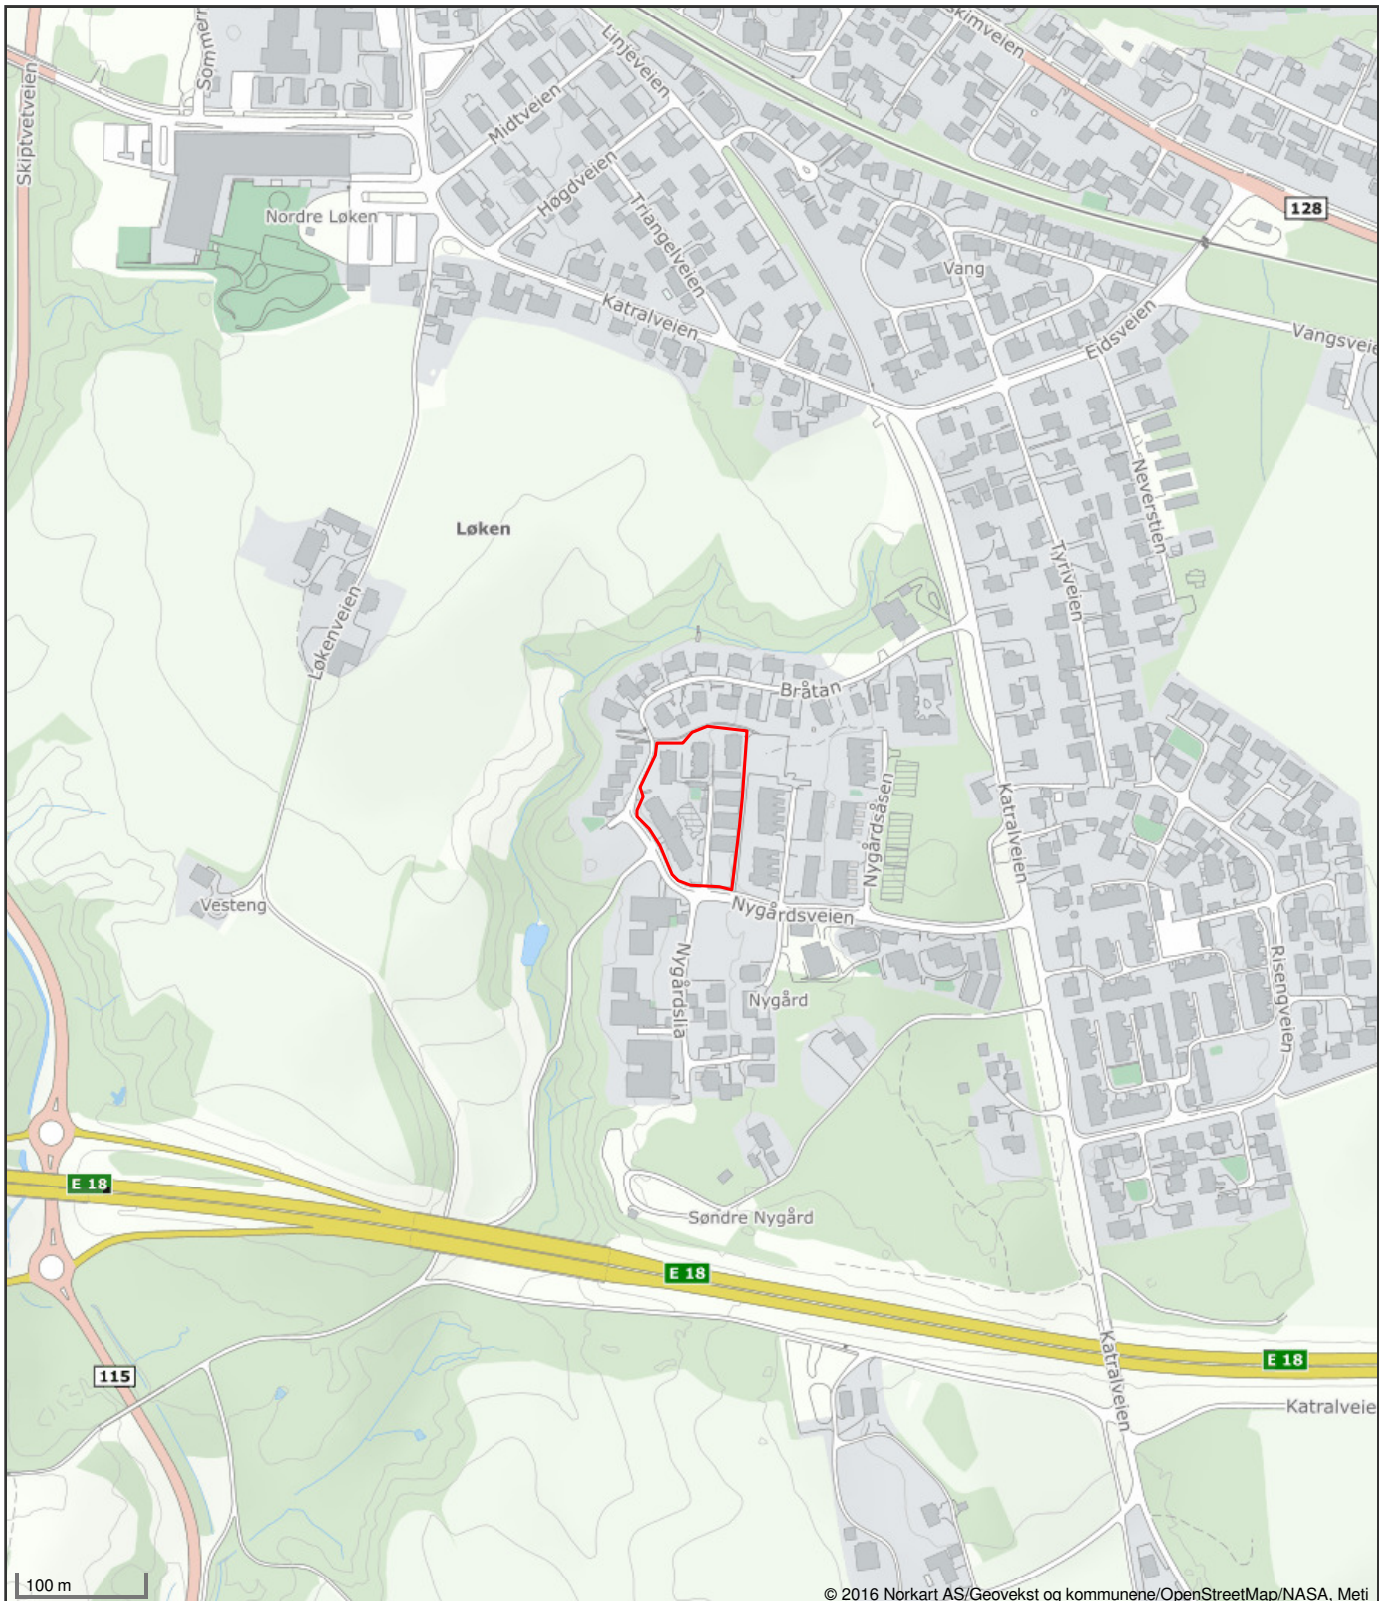 Skiptvetveien
Sommerr
Linjeveien
skimveien
Midtveien
Høgdveien
128
Nordre Løken
Triangelveien
Vang
Katralveien
Eidsveien
Vangsveie
Løken
Neverstien
Tyriveien
Løkenveien
Bråtan
Nygårdsåsen
Katralveien
Vesteng
Nygårdsveien
Nygårdslia
Nygård
Risengveien
E 18
Søndre Nygård
E 18
E 18
115
Katralveien
Katralveie
100 m
© 2016 Norkart AS/Geovekst og kommunene/OpenStreetMap/NASA, Meti